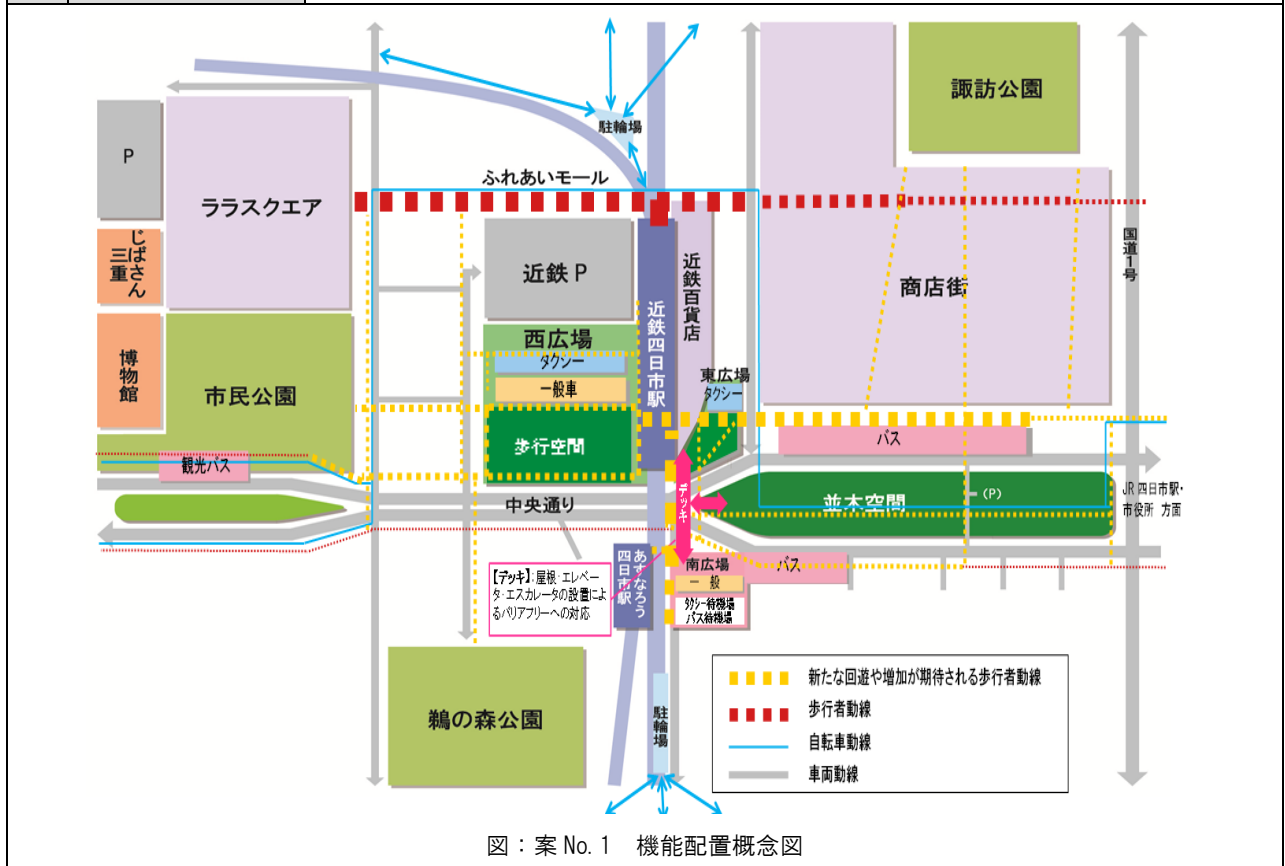 諏訪公園
駐輪場
P
ふれあいモール
ララスクエア
国道1号
じばさん
三重
近鉄 P
近鉄百貨店
商店街
近鉄四日市駅
西広場
タクシー
博物館
一般車
東広場
タクシー
市民公園
歩行空間
バス
観光バス
デッキ
中央通り
並木空間
(P)
JR 四日市駅・
市役所 方面
あすなろう
四日市駅
南広場
バス
一 般
タクシー待機場
バス待機場
【デッキ】:屋根・エレベー
タ・エスカレータの設置によ
るバリアフリーへの対応
鵜の森公園
駐輪場
新たな回遊や増加が期待される歩行者動線
歩行者動線
自転車動線
車両動線
図:案 No.1 機能配置概念図